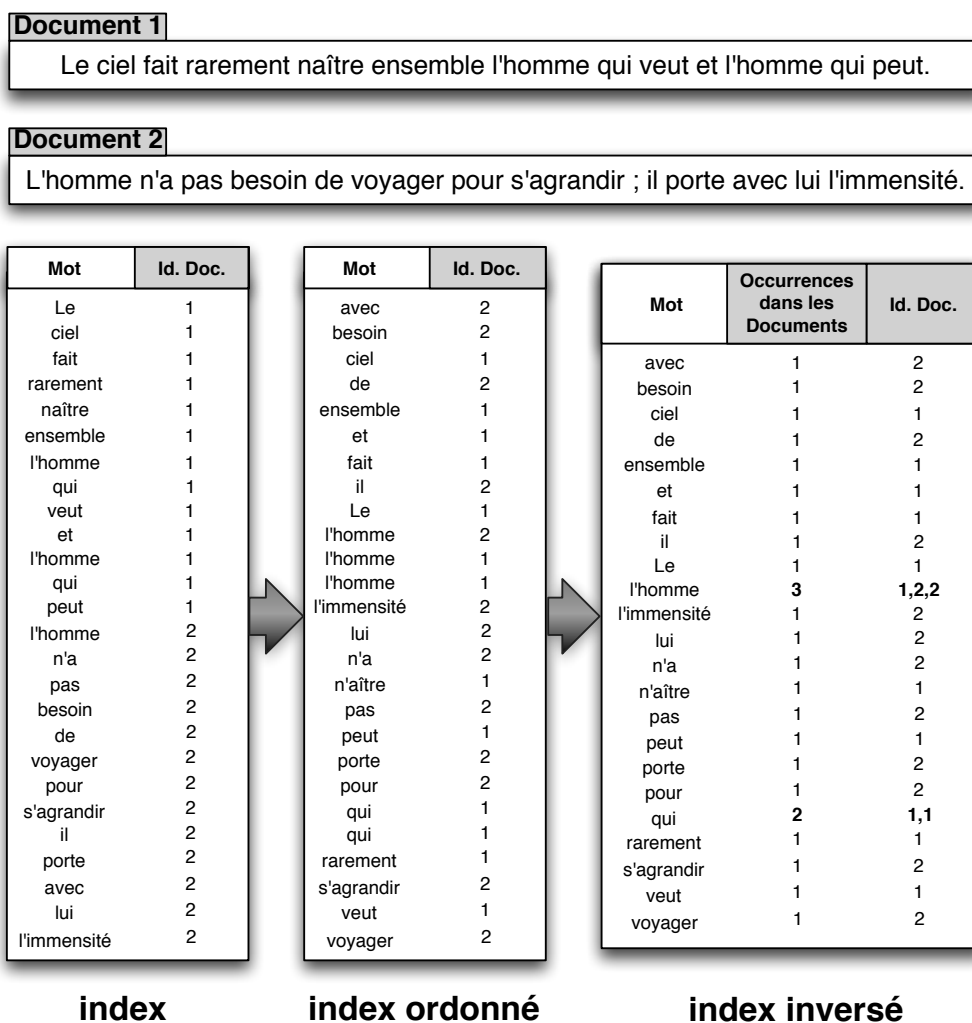 Document 1
Le ciel fait rarement naître ensemble l'homme qui veut et l'homme qui peut.
Document 2
L'homme n'a pas besoin de voyager pour s'agrandir ; il porte avec lui l'immensité.
Mot Id. Doc.
Le 1
ciel 1
fait 1
rarement 1
naître 1
ensemble 1
l'homme 1
qui 1
veut 1
et 1
l'homme 1
qui 1
peut 1
l'homme 2
n'a 2
pas 2
besoin 2
de 2
voyager 2
pour 2
s'agrandir 2
il 2
porte 2
avec 2
lui 2
l'immensité 2
index
Mot Id. Doc.
avec 2
besoin 2
ciel 1
de 2
ensemble 1
et 1
fait 1
il 2
Le 1
l'homme 2
l'homme 1
l'homme 1
l'immensité 2
lui 2
n'a 2
n'aître 1
pas 2
peut 1
porte 2
pour 2
qui 1
qui 1
rarement 1
s'agrandir 2
veut 1
voyager 2
index ordonné
Mot Occurrences dans les Documents Id. Doc.
avec 1 2
besoin 1 2
ciel 1 1
de 1 2
ensemble 1 1
et 1 1
fait 1 1
il 1 2
Le 1 1
l'homme 3 1,2,2
l'immensité 1 2
lui 1 2
n'a 1 2
n'aître 1 1
pas 1 2
peut 1 1
porte 1 2
pour 1 2
qui 2 1,1
rarement 1 1
s'agrandir 1 2
veut 1 1
voyager 1 2
index inversé